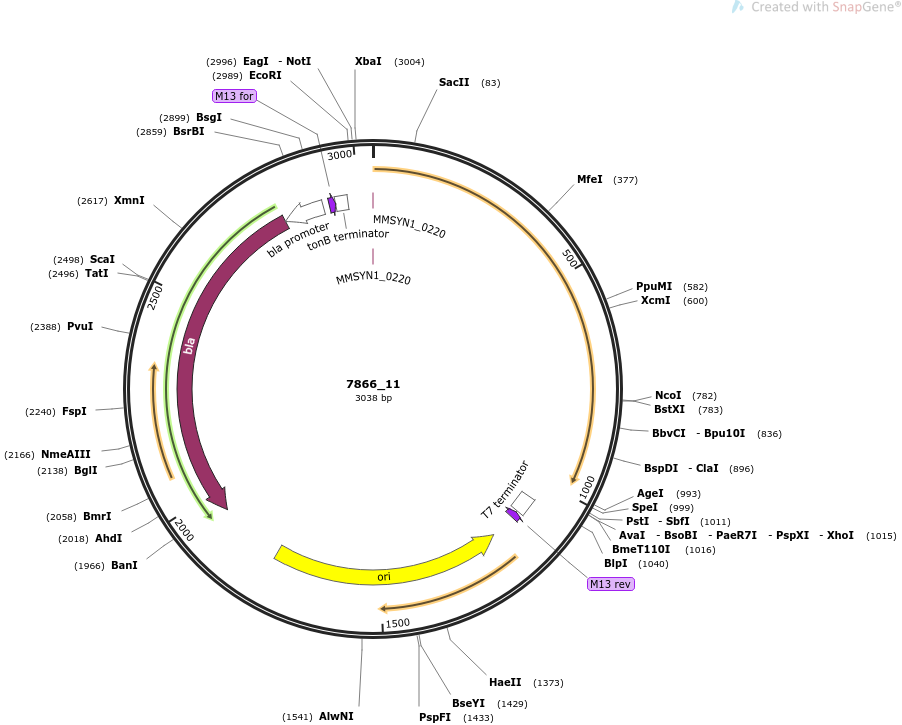 Created with SnapGene®
(2996) EagI - NotI
XbaI (3004)
(2989) EcoRI
SacII (83)
M13 for
(2899) BsgI
(2859) BsrBI
3000
MfeI (377)
(2617) XmnI
MMSYN1_0220
bla promoter
tonB terminator
500
(2498) ScaI
(2496) TatI
MMSYN1_0220
PpuMI (582)
XcmI (600)
2500
(2388) PvuI
bla
7866_11
3038 bp
NcoI (782)
BstXI (783)
(2240) FspI
BbvCI - Bpu10I (836)
(2166) NmeAIII
(2138) BglI
BspDI - ClaI (896)
T7 terminator
1000
AgeI (993)
SpeI (999)
(2058) BmrI
PstI - SbfI (1011)
2000
(2018) AhdI
AvaI - BsoBI - PaeR7I - PspXI - XhoI (1015)
BmeT110I (1016)
(1966) BanI
BlpI (1040)
ori
M13 rev
1500
HaeII (1373)
BseYI (1429)
(1541) AlwNI
PspFI (1433)